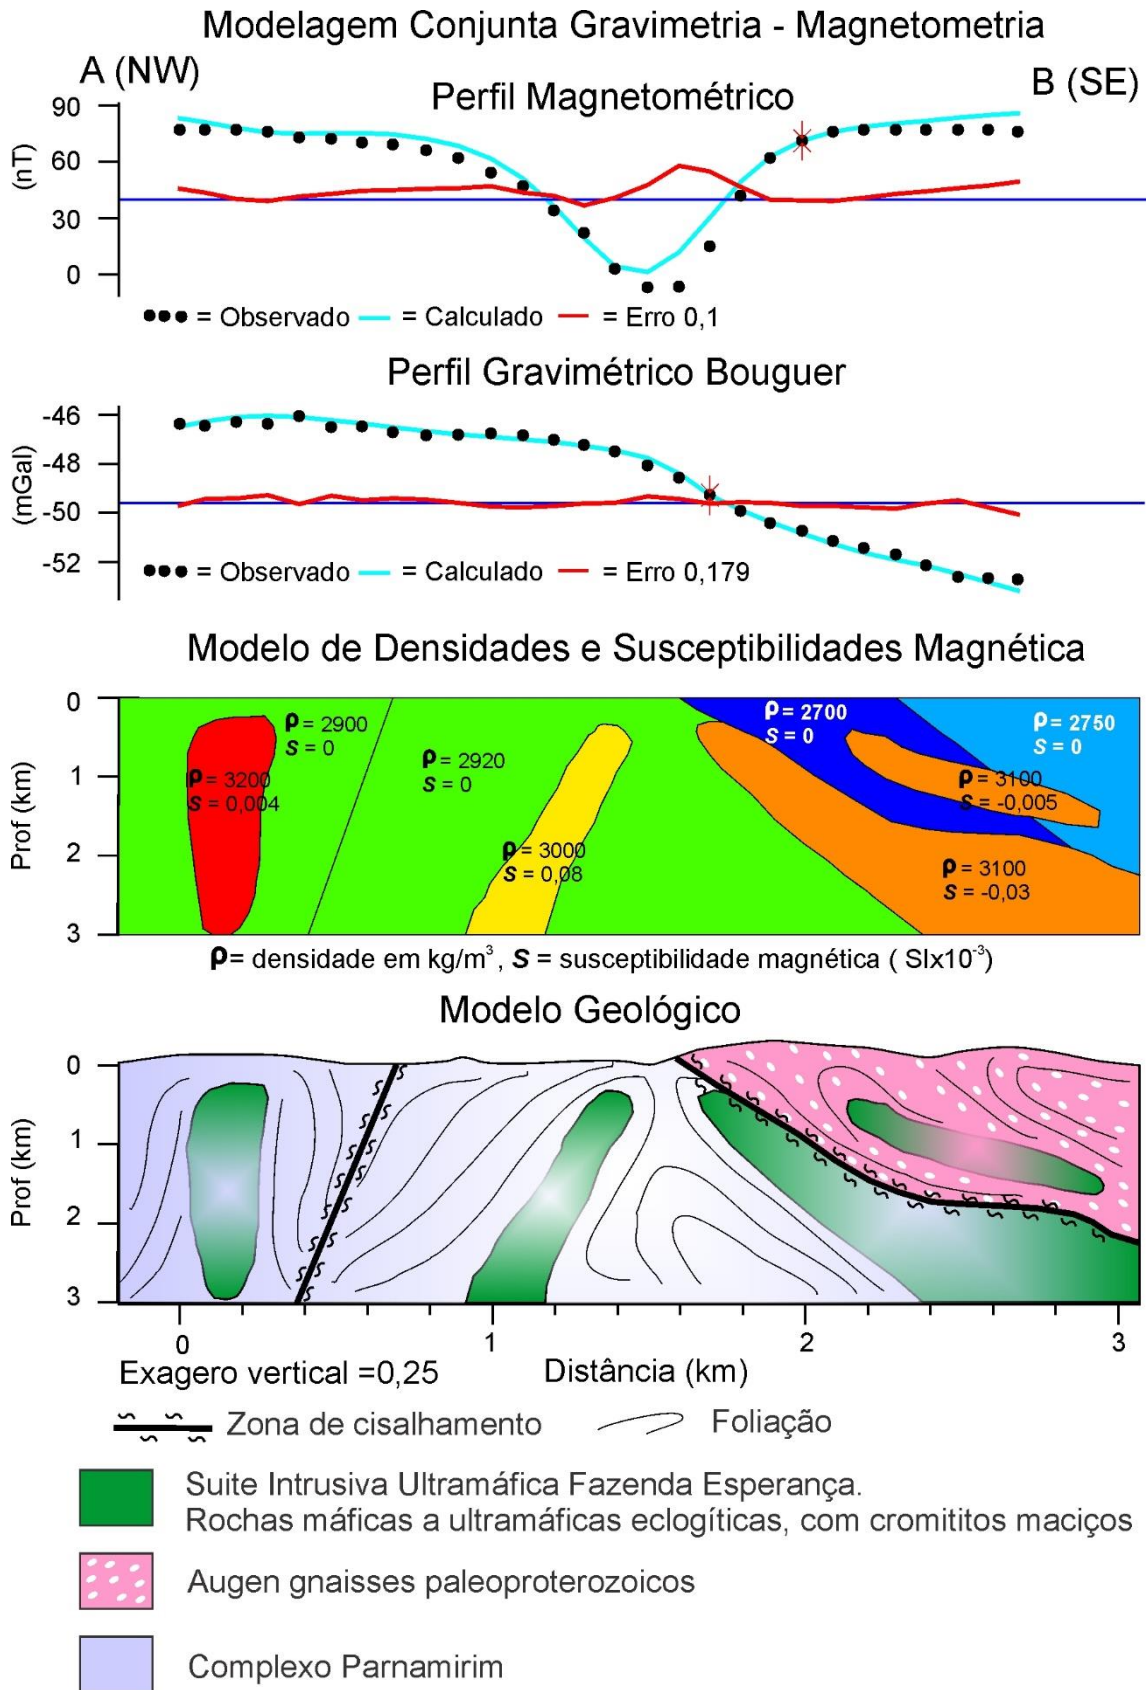 Modelagem Conjunta Gravimetria - Magnetometria
A (NW)
B (SE)
Perfil Magnetométrico
90
60
30
0
(nT)
= Observado = Calculado = Erro 0,1
Perfil Gravimétrico Bouguer
-46
-48
-50
-52
(mGal)
= Observado = Calculado = Erro 0,179
Modelo de Densidades e Susceptibilidades Magnética
0
1
2
3
Prof (km)
ρ = 3200
S = 0,004
ρ = 2900
S = 0
ρ = 2920
S = 0
ρ = 3000
S = 0,08
ρ = 2700
S = 0
ρ = 2750
S = 0
ρ = 3100
S = -0,005
ρ = 3100
S = -0,03
ρ = densidade em kg/m³, S = susceptibilidade magnética ( SIx10⁻³)
Modelo Geológico
0
1
2
3
Prof (km)
0 1 2 3
Exagero vertical =0,25 Distância (km)
Zona de cisalhamento Foliação
Suite Intrusiva Ultramáfica Fazenda Esperança.
Rochas máficas a ultramáficas eclogíticas, com cromititos maciços
Augen gnaisses paleoproterozoicos
Complexo Parnamirim